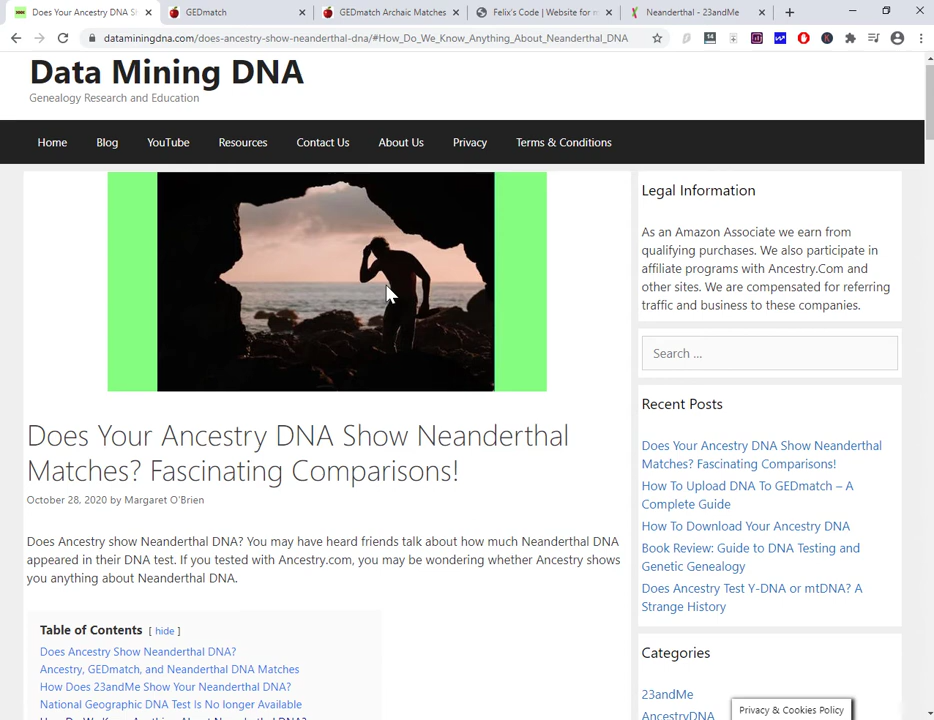 Does Your Ancestry DNA S
GEDmatch
GEDmatch Archaic Matches
Felix's Code | Website for m
Neanderthal - 23andMe
dataminingdna.com/does-ancestry-show-neanderthal-dna/#How_Do_We_Know_Anything_About_Neanderthal_DNA
Data Mining DNA
Genealogy Research and Education
Home Blog YouTube Resources Contact Us About Us Privacy Terms & Conditions
Does Your Ancestry DNA Show Neanderthal
Matches? Fascinating Comparisons!
October 28, 2020 by Margaret O'Brien
Does Ancestry show Neanderthal DNA? You may have heard friends talk about how much Neanderthal DNA
appeared in their DNA test. If you tested with Ancestry.com, you may be wondering whether Ancestry shows
you anything about Neanderthal DNA.
Table of Contents [ hide ]
Does Ancestry Show Neanderthal DNA?
Ancestry, GEDmatch, and Neanderthal DNA Matches
How Does 23andMe Show Your Neanderthal DNA?
National Geographic DNA Test Is No longer Available
How Do We Know Anything About Neanderthal DNA?
Legal Information
As an Amazon Associate we earn from
qualifying purchases. We also participate in
affiliate programs with Ancestry.Com and
other sites. We are compensated for referring
traffic and business to these companies.
Search ...
Recent Posts
Does Your Ancestry DNA Show Neanderthal
Matches? Fascinating Comparisons!
How To Upload DNA To GEDmatch – A
Complete Guide
How To Download Your Ancestry DNA
Book Review: Guide to DNA Testing and
Genetic Genealogy
Does Ancestry Test Y-DNA or mtDNA? A
Strange History
Categories
23andMe
AncestryDNA
Privacy & Cookies Policy